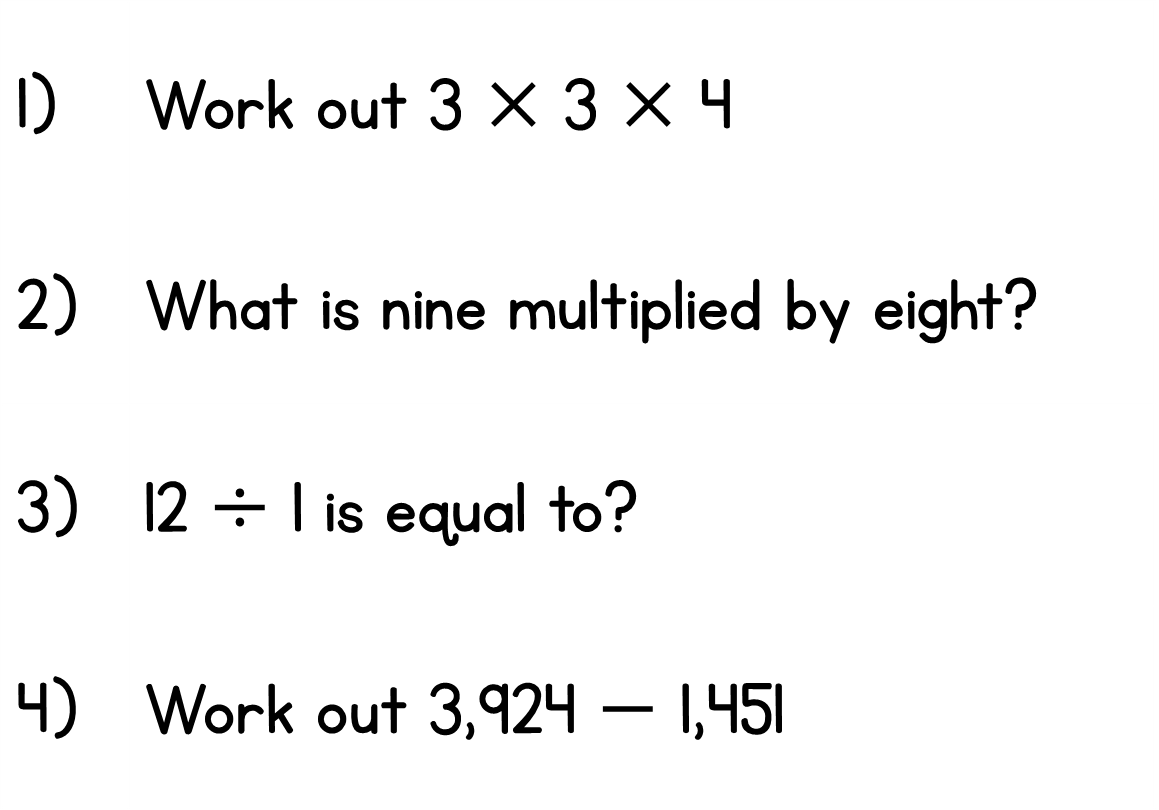 1) Work out 3 × 3 × 4
2) What is nine multiplied by eight?
3) 12 ÷ 1 is equal to?
4) Work out 3,924 − 1,451